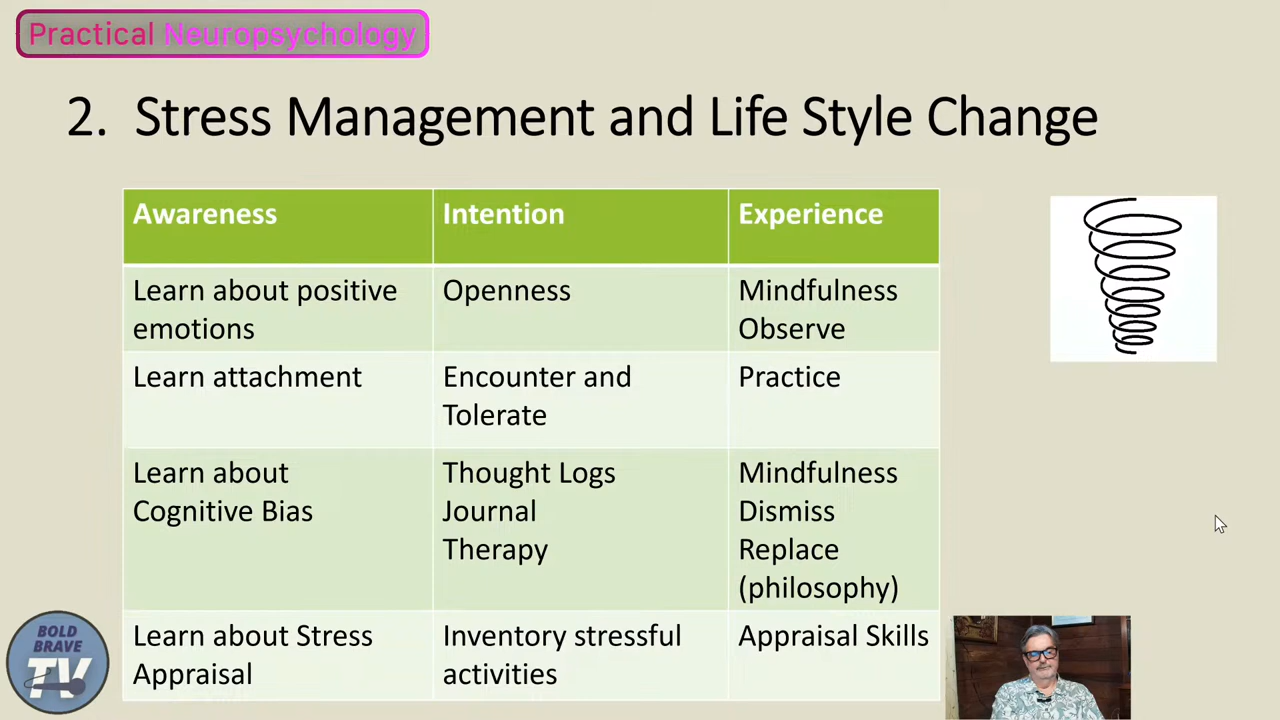 Practical Neuropsychology
2. Stress Management and Life Style Change
Awareness
Intention
Experience
Learn about positive
emotions
Openness
Mindfulness
Observe
Learn attachment
Encounter and
Tolerate
Practice
Learn about
Cognitive Bias
Thought Logs
Journal
Therapy
Mindfulness
Dismiss
Replace
(philosophy)
Learn about Stress
Appraisal
Inventory stressful
activities
Appraisal Skills
BOLD
BRAVE
TV